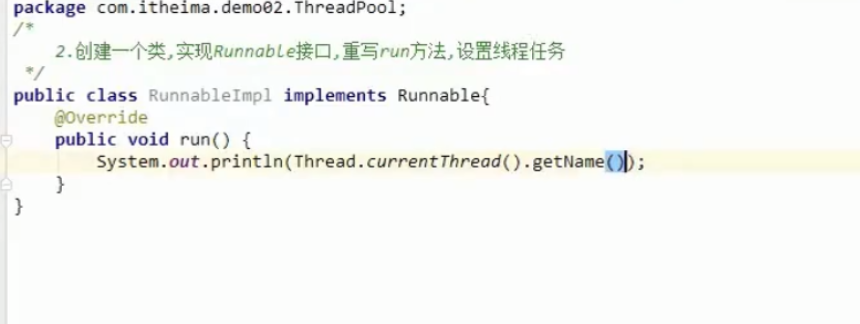 package com.itheima.demo02.ThreadPool;
/*
    2.创建一个类,实现Runnable接口,重写run方法,设置线程任务
 */
public class RunnableImpl implements Runnable{
    @Override
    public void run() {
        System.out.println(Thread.currentThread().getName());
    }
}